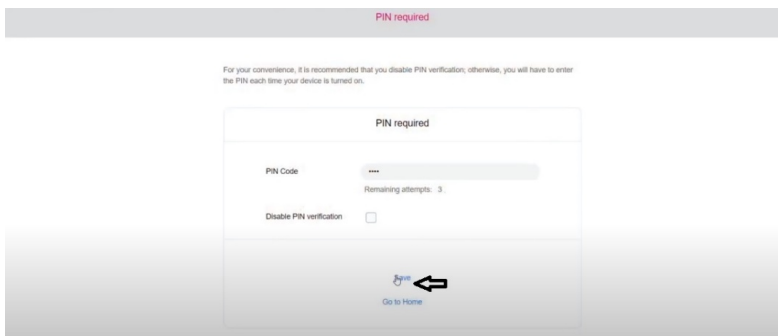 PIN required
For your convenience, it is recommended that you disable PIN verification; otherwise, you will have to enter
the PIN each time your device is turned on.
PIN required
PIN Code ••••
Remaining attempts: 3
Disable PIN verification
Save
Go to Home